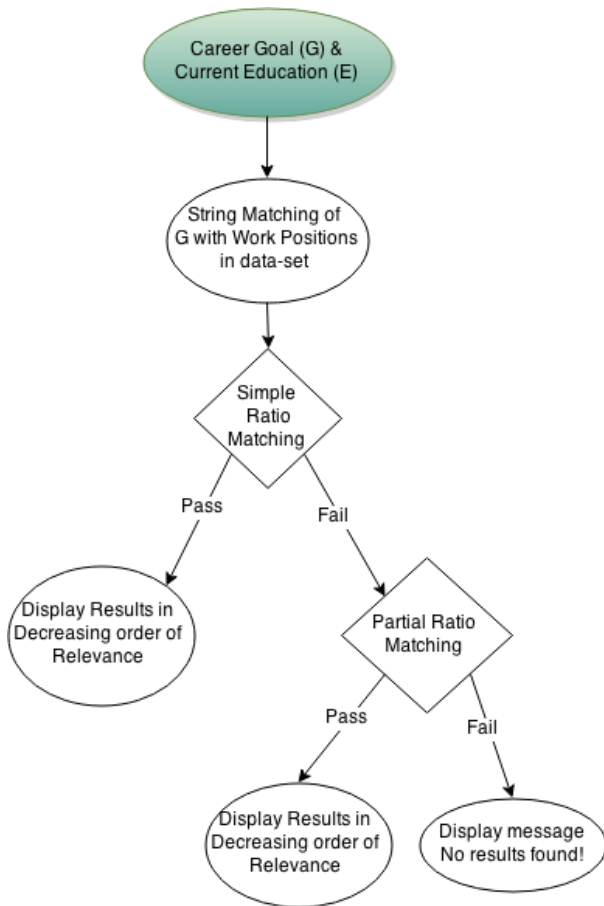 Career Goal (G) &
Current Education (E)
String Matching of
G with Work Positions
in data-set
Simple
Ratio
Matching
Pass
Fail
Display Results in
Decreasing order of
Relevance
Partial Ratio
Matching
Pass
Fail
Display Results in
Decreasing order of
Relevance
Display message
No results found!